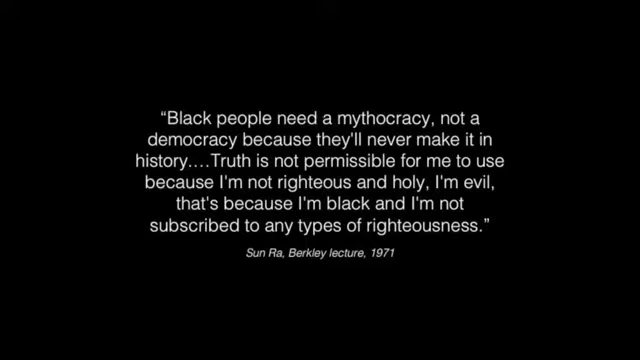 “Black people need a mythocracy, not a
democracy because they'll never make it in
history....Truth is not permissible for me to use
because I'm not righteous and holy, I'm evil,
that's because I'm black and I'm not
subscribed to any types of righteousness.”
Sun Ra, Berkley lecture, 1971